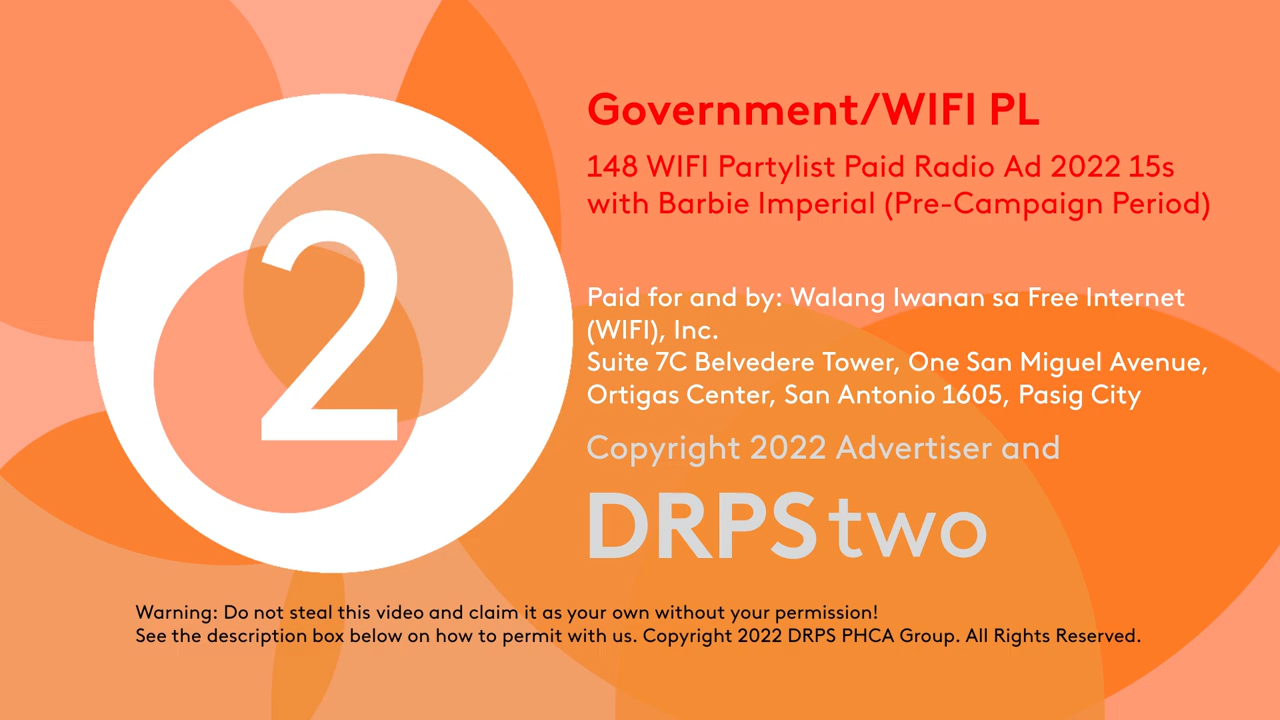 2
Government/WIFI PL
148 WIFI Partylist Paid Radio Ad 2022 15s
with Barbie Imperial (Pre-Campaign Period)
Paid for and by: Walang Iwanan sa Free Internet
(WIFI), Inc.
Suite 7C Belvedere Tower, One San Miguel Avenue,
Ortigas Center, San Antonio 1605, Pasig City
Copyright 2022 Advertiser and
DRPS two
Warning: Do not steal this video and claim it as your own without your permission!
See the description box below on how to permit with us. Copyright 2022 DRPS PHCA Group. All Rights Reserved.